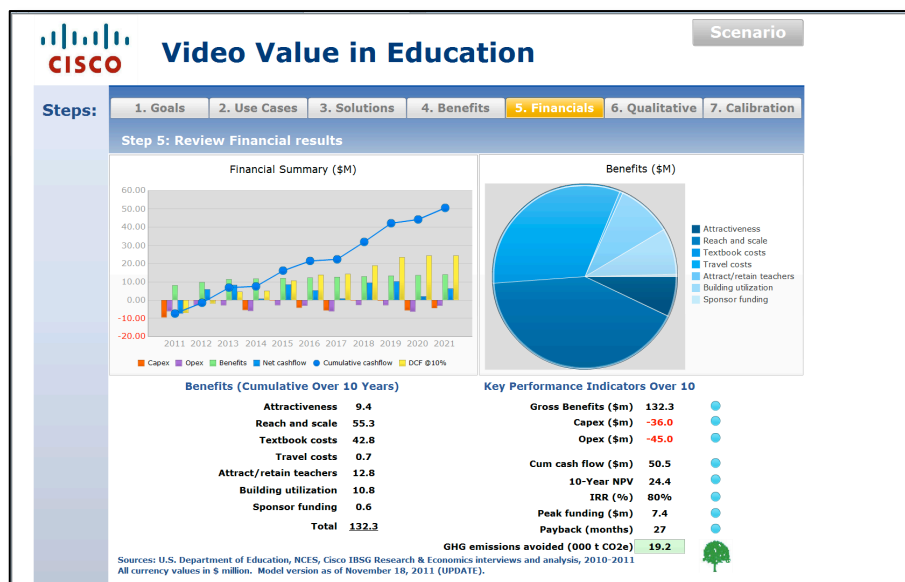 CISCO
Video Value in Education
Scenario
Steps:
1. Goals
2. Use Cases
3. Solutions
4. Benefits
5. Financials
6. Qualitative
7. Calibration
Step 5: Review Financial results
Financial Summary ($M)
60.00
50.00
40.00
30.00
20.00
10.00
0.00
-10.00
-20.00
2011 2012 2013 2014 2015 2016 2017 2018 2019 2020 2021
Capex Opex Benefits Net cashflow Cumulative cashflow DCF @10%
Benefits ($M)
Attractiveness
Reach and scale
Textbook costs
Travel costs
Attract/retain teachers
Building utilization
Sponsor funding
Benefits (Cumulative Over 10 Years)
Attractiveness 9.4
Reach and scale 55.3
Textbook costs 42.8
Travel costs 0.7
Attract/retain teachers 12.8
Building utilization 10.8
Sponsor funding 0.6
Total 132.3
Key Performance Indicators Over 10
Gross Benefits ($m) 132.3
Capex ($m) -36.0
Opex ($m) -45.0
Cum cash flow ($m) 50.5
10-Year NPV 24.4
IRR (%) 80%
Peak funding ($m) 7.4
Payback (months) 27
GHG emissions avoided (000 t CO2e) 19.2
Sources: U.S. Department of Education, NCES, Cisco IBSG Research & Economics interviews and analysis, 2010-2011
All currency values in $ million. Model version as of November 18, 2011 (UPDATE).